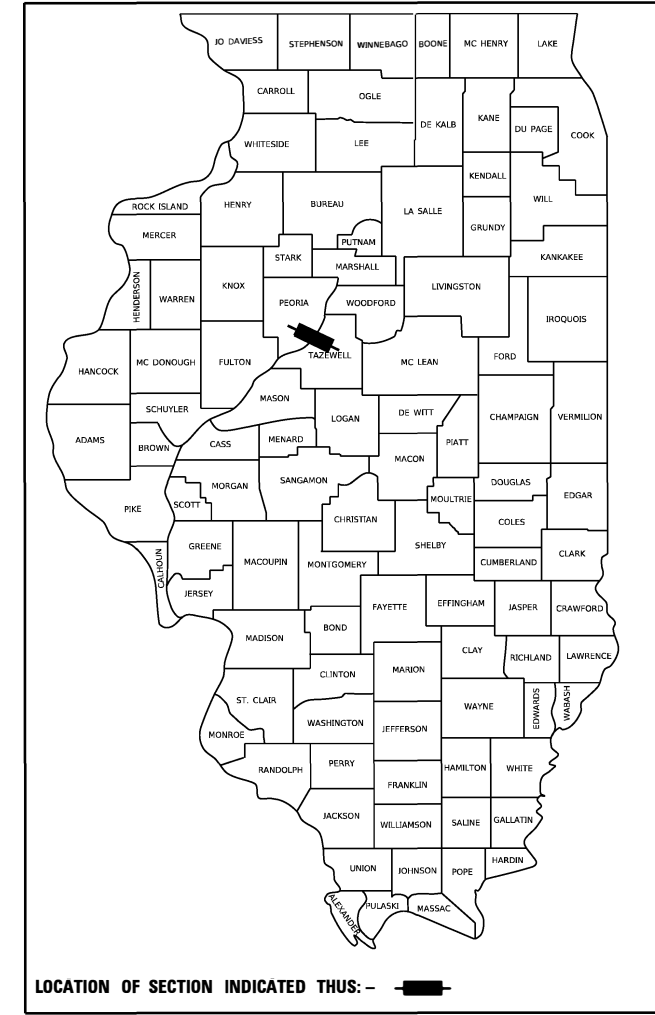 JO DAVIESS
STEPHENSON
WINNEBAGO
BOONE
MC HENRY
LAKE
CARROLL
OGLE
DE KALB
KANE
DU PAGE
COOK
WHITESIDE
LEE
KENDALL
WILL
ROCK ISLAND
HENRY
BUREAU
LA SALLE
GRUNDY
MERCER
PUTNAM
STARK
MARSHALL
KANKAKEE
HENDERSON
WARREN
KNOX
PEORIA
WOODFORD
LIVINGSTON
IROQUOIS
HANCOCK
MC DONOUGH
FULTON
TAZEWELL
MC LEAN
FORD
MASON
SCHUYLER
LOGAN
DE WITT
CHAMPAIGN
VERMILION
ADAMS
BROWN
CASS
MENARD
PIATT
MACON
MORGAN
SANGAMON
DOUGLAS
EDGAR
PIKE
SCOTT
MOULTRIE
CHRISTIAN
COLES
CALHOUN
GREENE
MACOUPIN
MONTGOMERY
SHELBY
CUMBERLAND
CLARK
JERSEY
FAYETTE
EFFINGHAM
JASPER
CRAWFORD
MADISON
BOND
CLAY
RICHLAND
LAWRENCE
CLINTON
MARION
ST. CLAIR
WAYNE
EDWARDS
WABASH
MONROE
WASHINGTON
JEFFERSON
RANDOLPH
PERRY
HAMILTON
WHITE
FRANKLIN
JACKSON
WILLIAMSON
SALINE
GALLATIN
UNION
JOHNSON
POPE
HARDIN
ALEXANDER
PULASKI
MASSAC
LOCATION OF SECTION INDICATED THUS: –